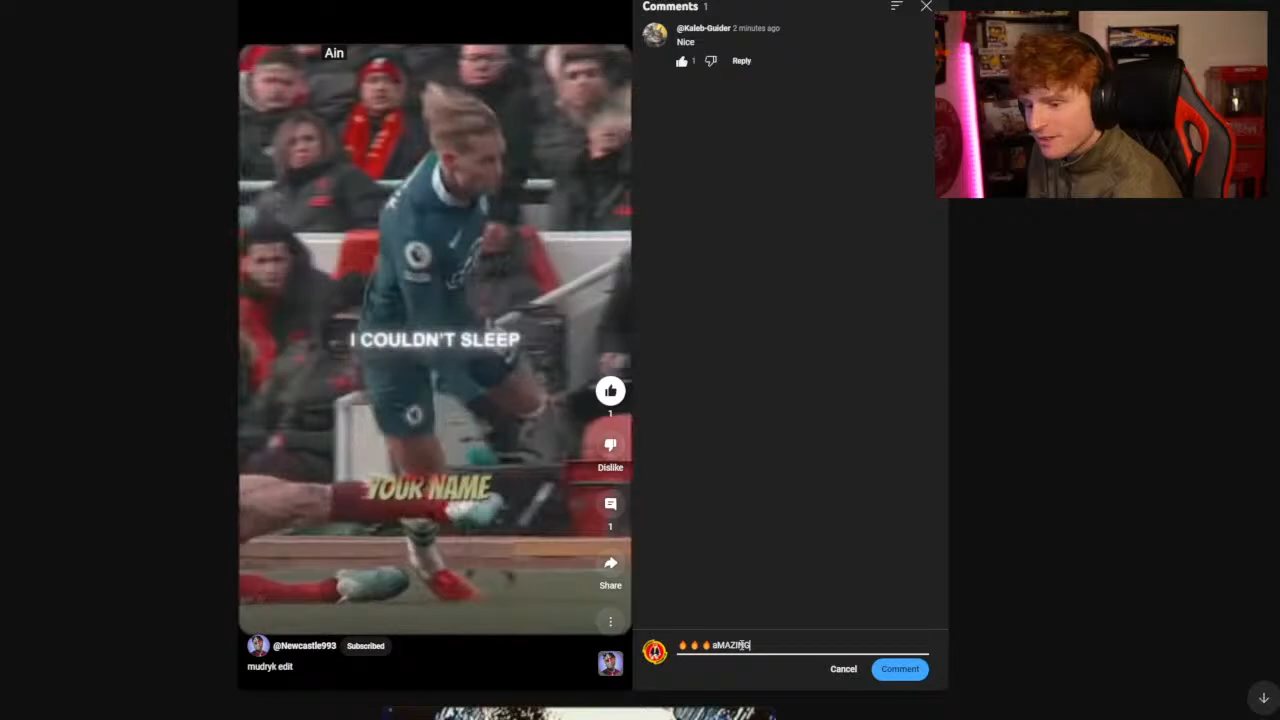 Comments 1
@Kaleb-Guider 2 minutes ago
Nice
1 Reply
Ain
I COULDN'T SLEEP
YOUR NAME
1
Dislike
1
Share
@Newcastle993 Subscribed
mudryk edit
🔥🔥🔥aMAZING
Cancel Comment